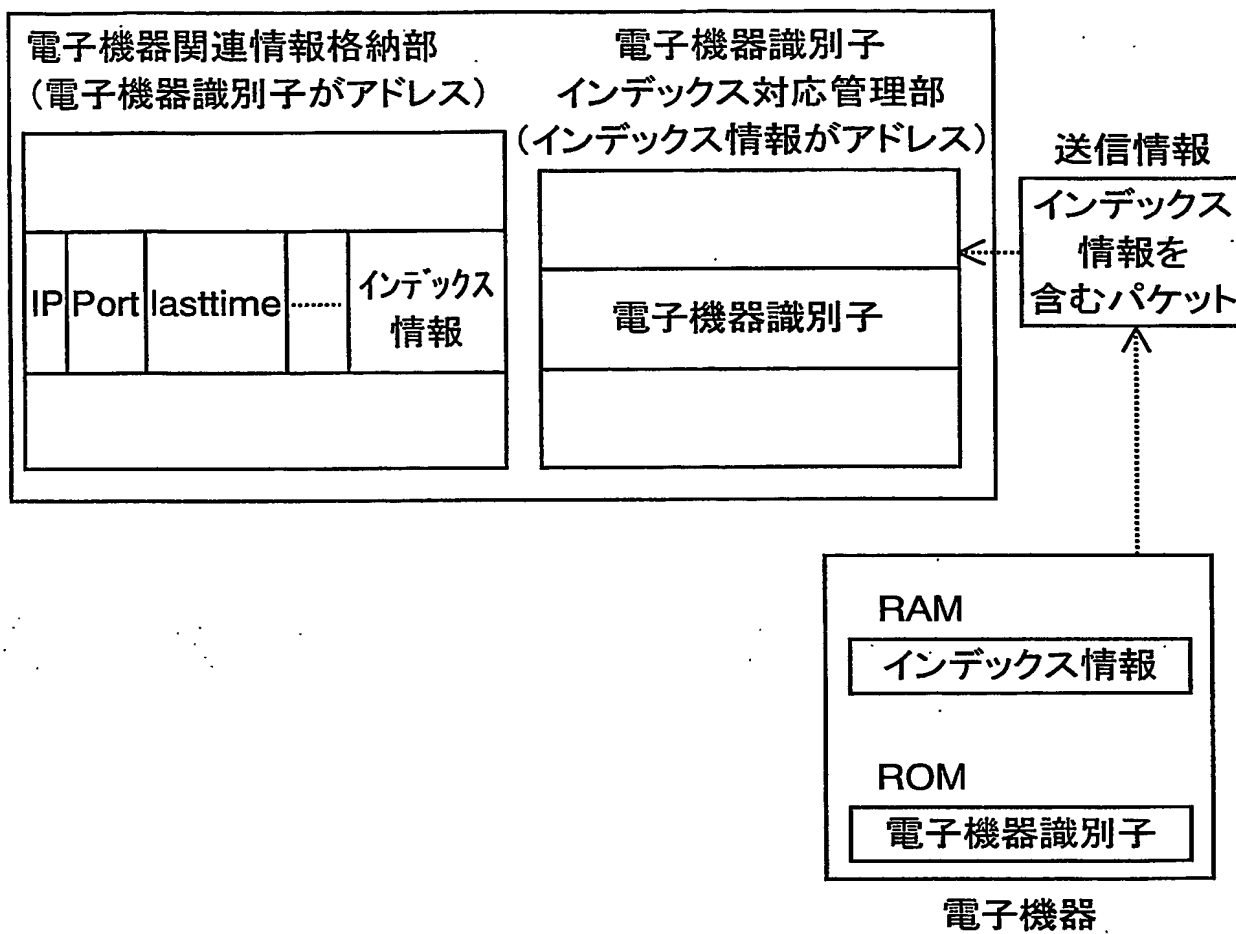 電子機器関連情報格納部
（電子機器識別子がアドレス）
電子機器識別子
インデックス対応管理部
（インデックス情報がアドレス）
IP
Port
lasttime
........
インデックス
情報
電子機器識別子
送信情報
インデックス
情報を
含むパケット
RAM
インデックス情報
ROM
電子機器識別子
電子機器